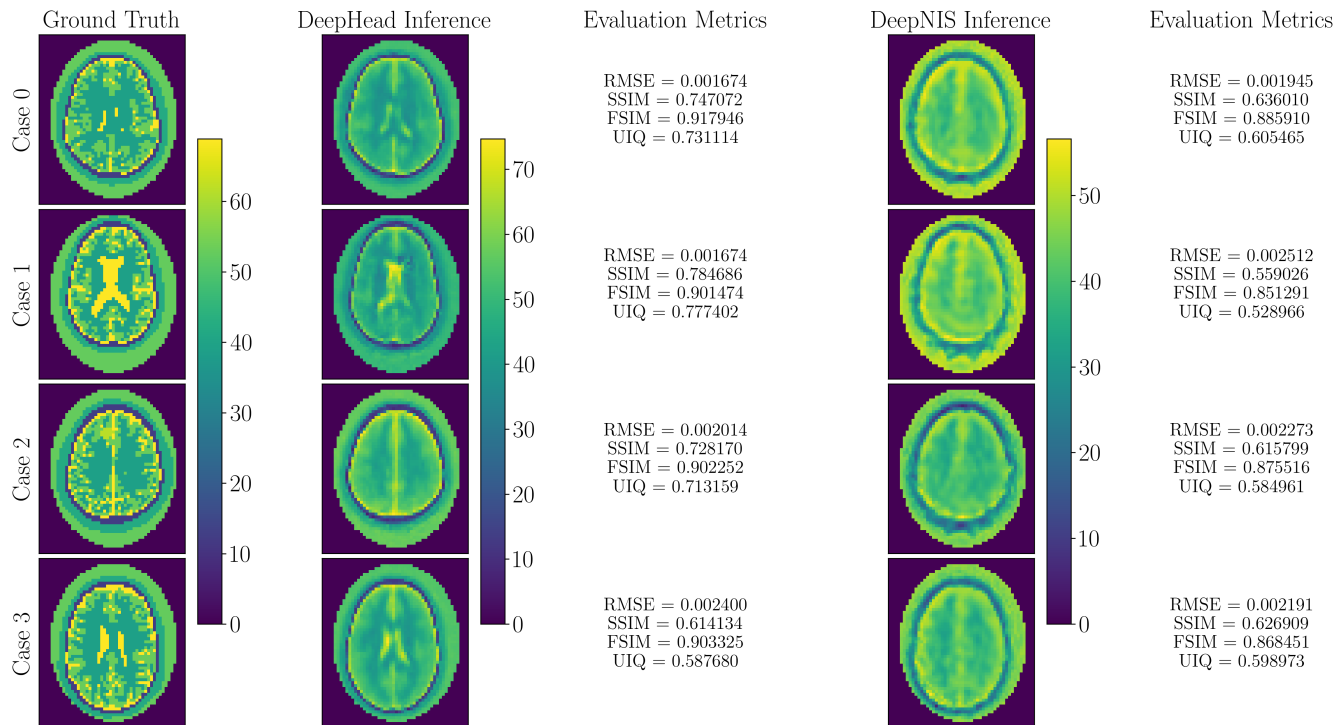 Ground Truth
DeepHead Inference
Evaluation Metrics
DeepNIS Inference
Evaluation Metrics
Case 0
RMSE = 0.001674
SSIM = 0.747072
FSIM = 0.917946
UIQ = 0.731114
RMSE = 0.001945
SSIM = 0.636010
FSIM = 0.885910
UIQ = 0.605465
Case 1
RMSE = 0.001674
SSIM = 0.784686
FSIM = 0.901474
UIQ = 0.777402
RMSE = 0.002512
SSIM = 0.559026
FSIM = 0.851291
UIQ = 0.528966
Case 2
RMSE = 0.002014
SSIM = 0.728170
FSIM = 0.902252
UIQ = 0.713159
RMSE = 0.002273
SSIM = 0.615799
FSIM = 0.875516
UIQ = 0.584961
Case 3
RMSE = 0.002400
SSIM = 0.614134
FSIM = 0.903325
UIQ = 0.587680
RMSE = 0.002191
SSIM = 0.626909
FSIM = 0.868451
UIQ = 0.598973
60
50
40
30
20
10
0
70
60
50
40
30
20
10
0
50
40
30
20
10
0